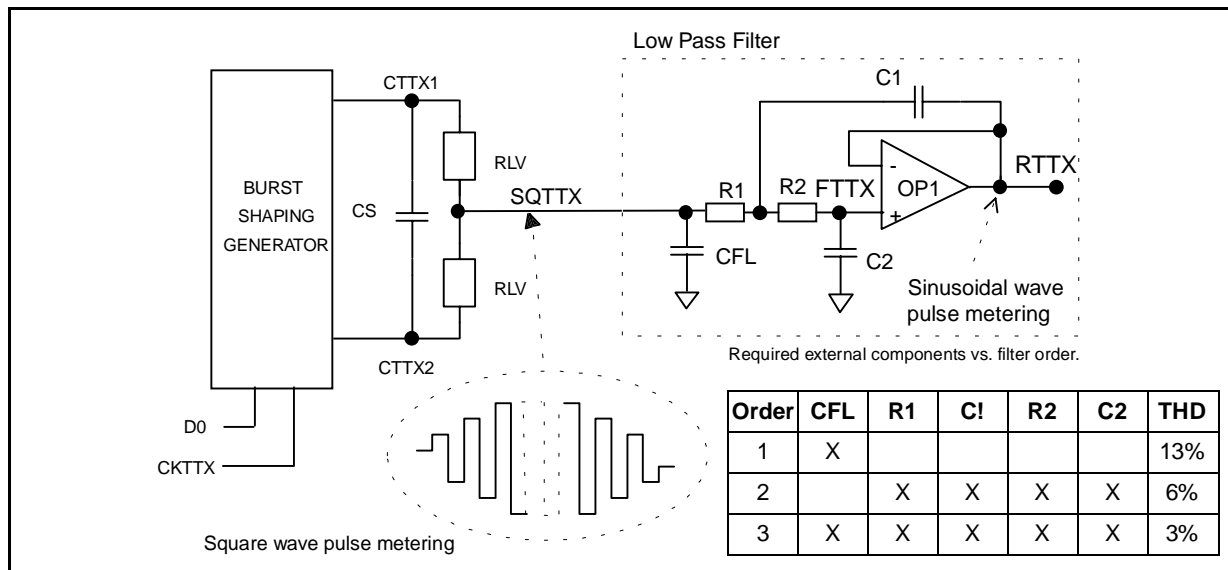 Low Pass Filter
CTTX1
C1
RLV
BURST
SHAPING
GENERATOR
CS
SQTTX
R1
R2
FTTX
-
+
OP1
RTTX
CFL
C2
RLV
Sinusoidal wave
pulse metering
CTTX2
Required external components vs. filter order.
D0
CKTTX
Square wave pulse metering
Order CFL R1 C! R2 C2 THD
1 X 13%
2 X X X X 6%
3 X X X X X 3%